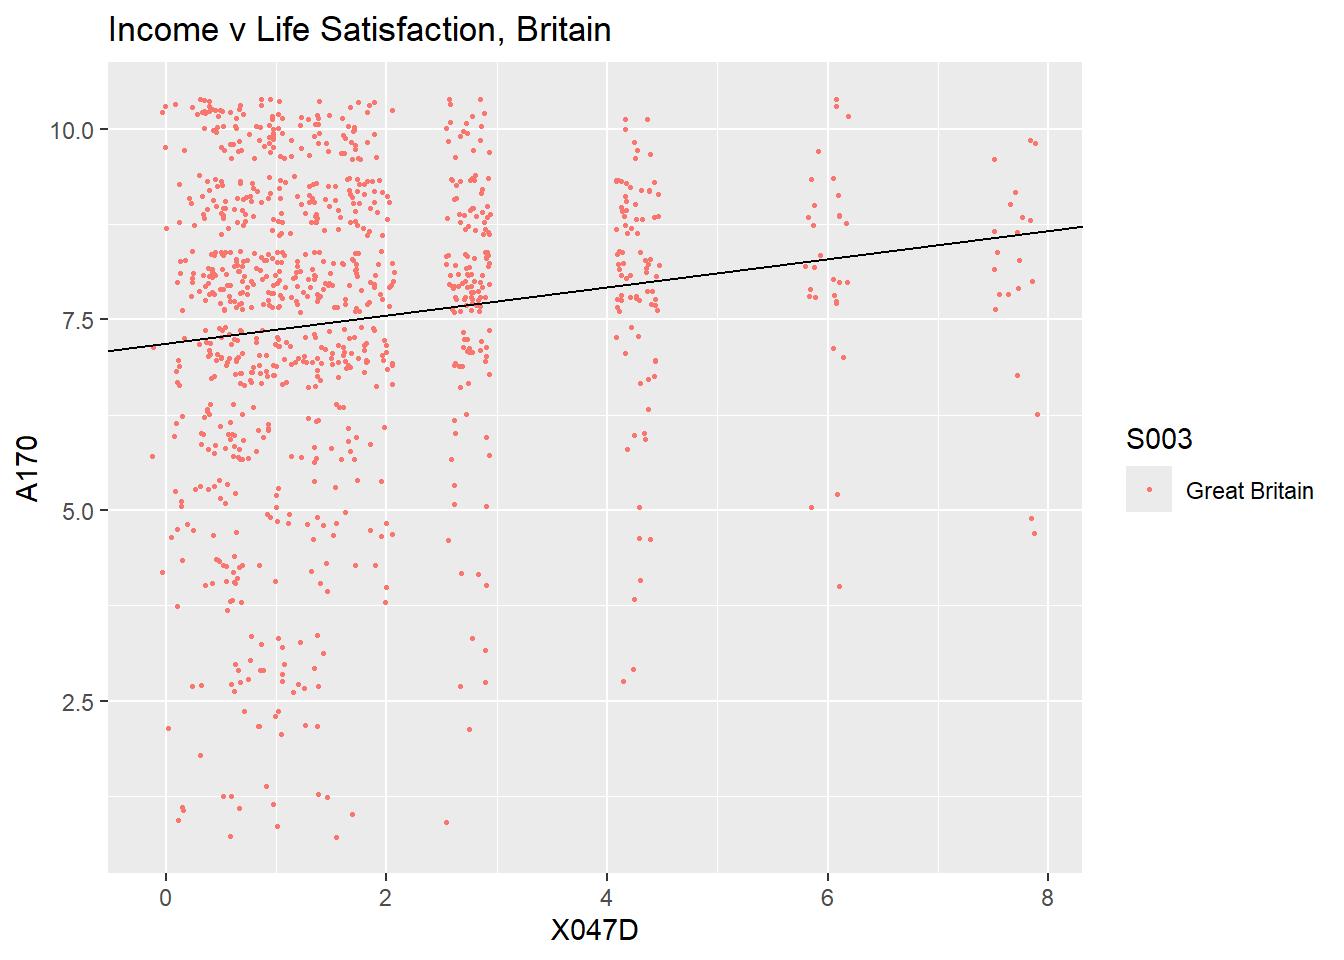 Income v Life Satisfaction, Britain
10.0
7.5
5.0
2.5
A170
0 2 4 6 8
X047D
S003
Great Britain